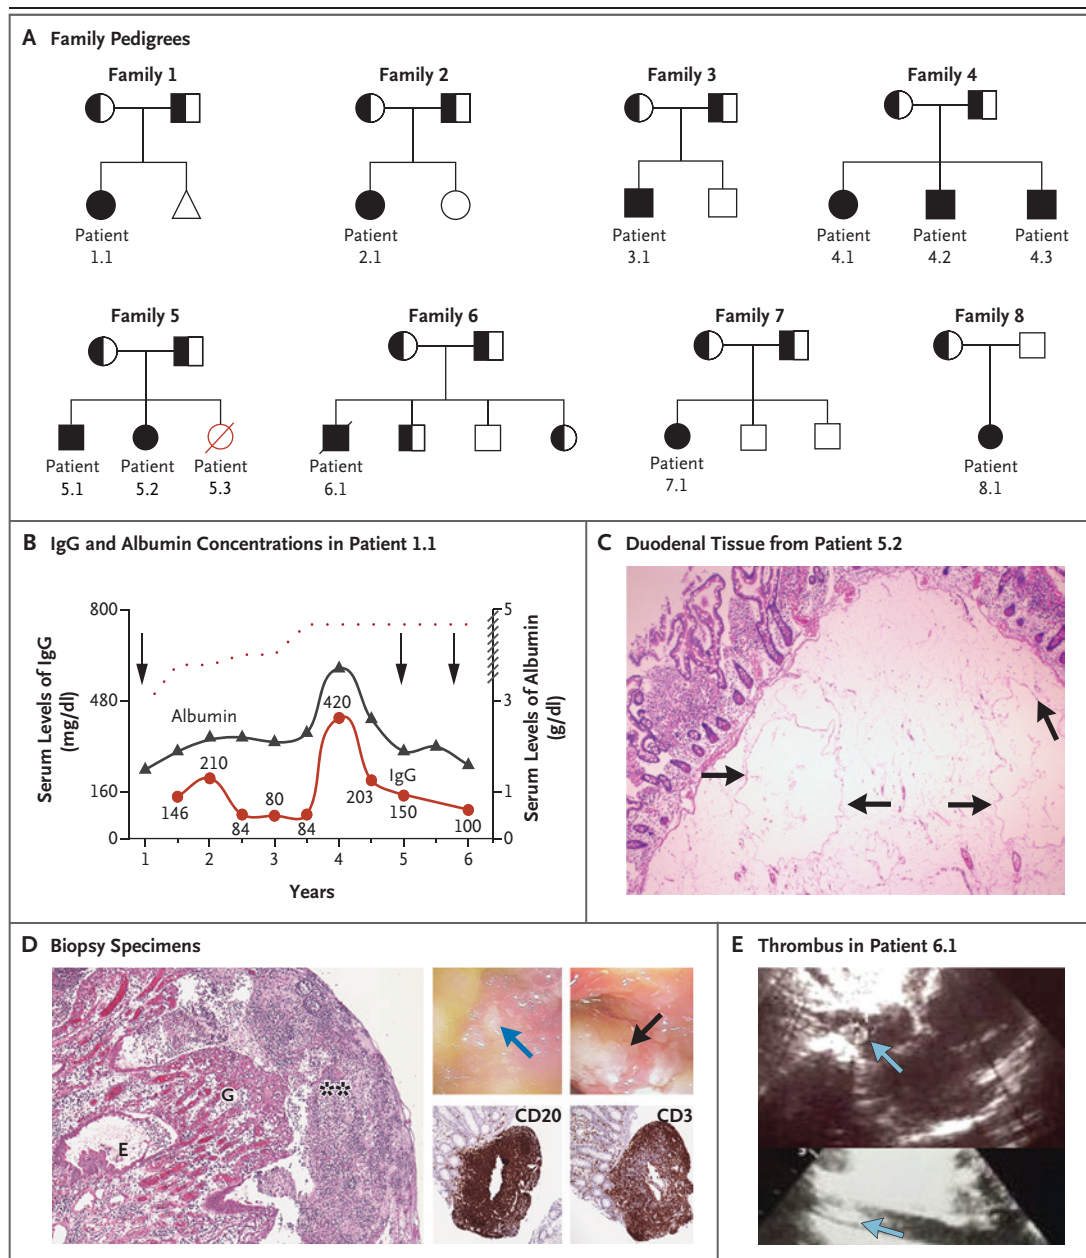 A Family Pedigrees
Family 1
Family 2
Family 3
Family 4
Patient
1.1
Patient
2.1
Patient
3.1
Patient
4.1
Patient
4.2
Patient
4.3
Family 5
Family 6
Family 7
Family 8
Patient
5.1
Patient
5.2
Patient
5.3
Patient
6.1
Patient
7.1
Patient
8.1
B IgG and Albumin Concentrations in Patient 1.1
Serum Levels of IgG
(mg/dl)
800
480
160
0
Albumin
IgG
146
210
84
80
84
420
203
150
100
5
3
1
0
Serum Levels of Albumin
(g/dl)
1 2 3 4 5 6
Years
C Duodenal Tissue from Patient 5.2
D Biopsy Specimens
G
**
E
CD20
CD3
E Thrombus in Patient 6.1